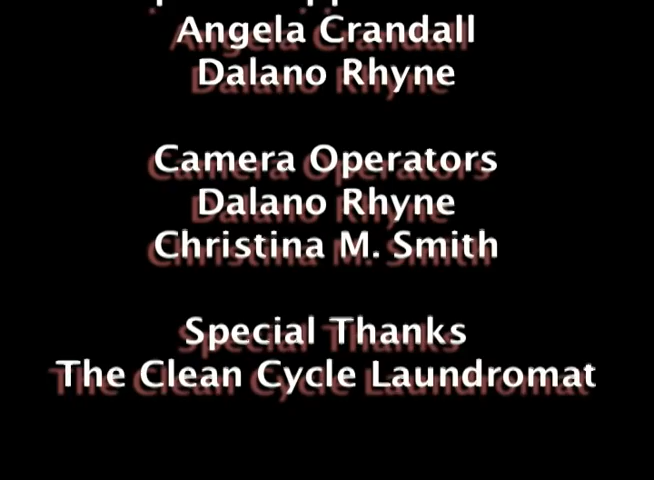 Angela Crandall
Dalano Rhyne
Camera Operators
Dalano Rhyne
Christina M. Smith
Special Thanks
The Clean Cycle Laundromat